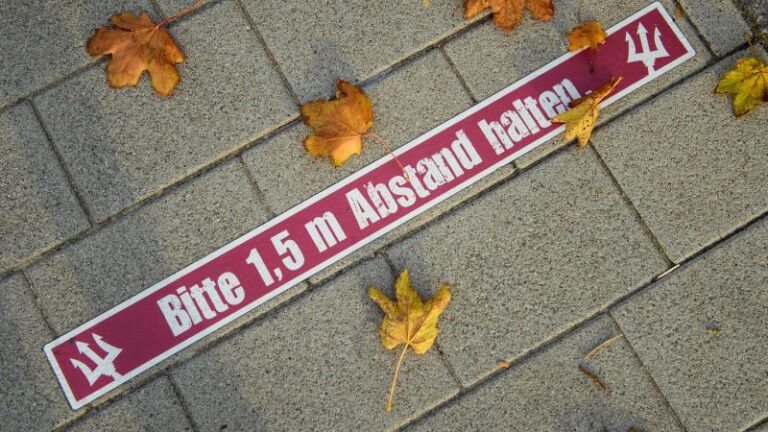 Bitte 1,5 m Abstand halten.